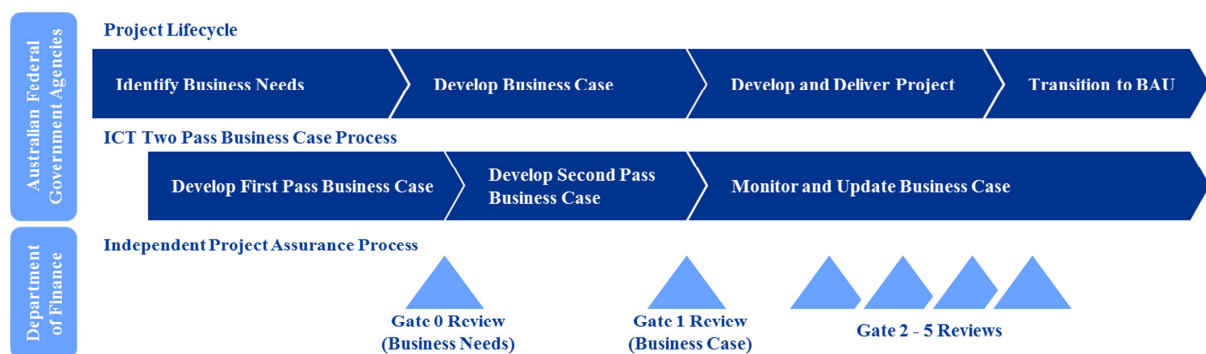 Australian Federal
Government Agencies
Project Lifecycle
Identify Business Needs
Develop Business Case
Develop and Deliver Project
Transition to BAU
ICT Two Pass Business Case Process
Develop First Pass Business Case
Develop Second Pass
Business Case
Monitor and Update Business Case
Department
of Finance
Independent Project Assurance Process
Gate 0 Review
(Business Needs)
Gate 1 Review
(Business Case)
Gate 2 - 5 Reviews